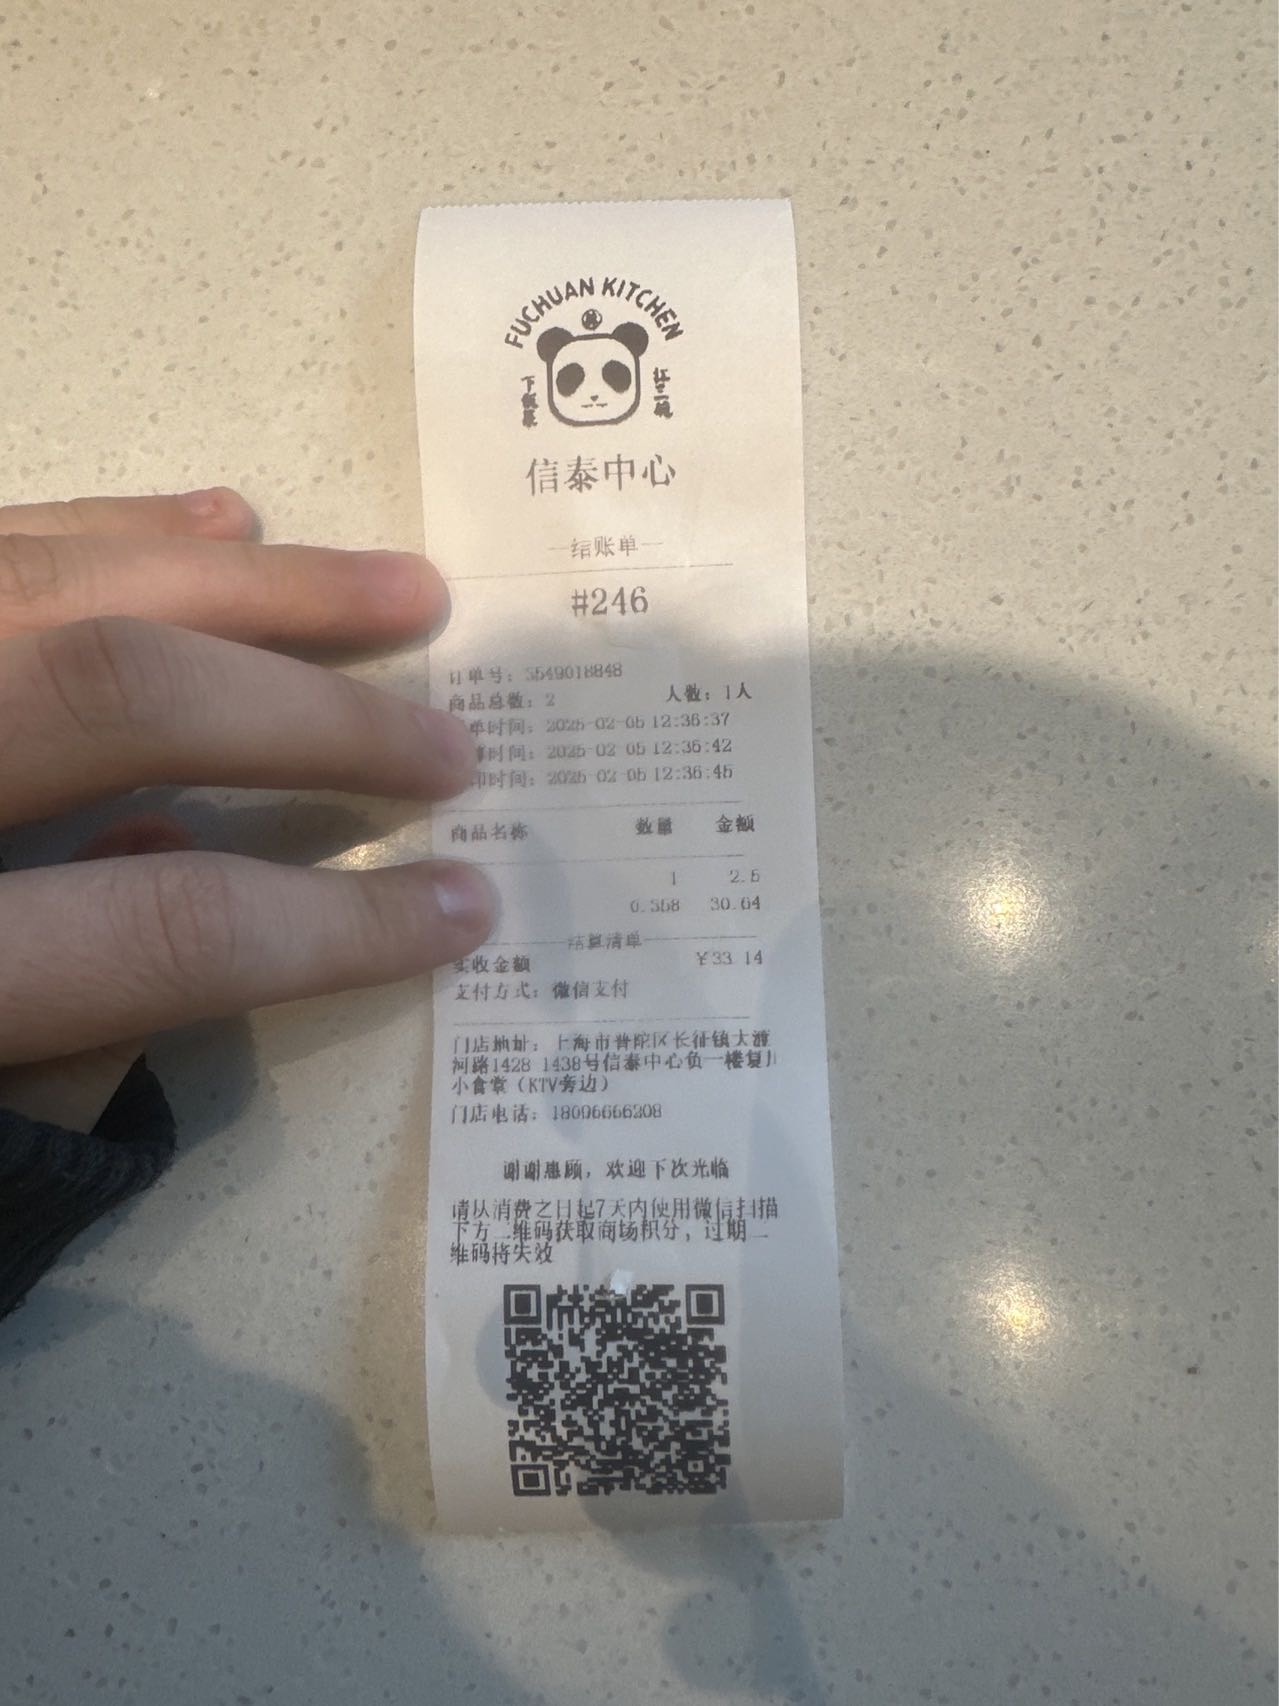 FUCHUAN KITCHEN
下飯菜
信泰中心
结账单
#246
订单号：3549018848
商品总数：2 人数：1人
单时间：2025-02-05 12:36:37
时间：2025-02-05 12:36:42
印时间：2025-02-05 12:36:45
商品名称 数量 金额
1 2.5
0.358 30.64
结算清单
实收金额 ¥33.14
支付方式：微信支付
门店地址：上海市普陀区长征镇大渡
河路1428 1438号信泰中心负一楼复川
小食堂（KTV旁边）
门店电话：18096666208
谢谢惠顾，欢迎下次光临
请从消费之日起7天内使用微信扫描
下方二维码获取商场积分，过期二
维码将失效